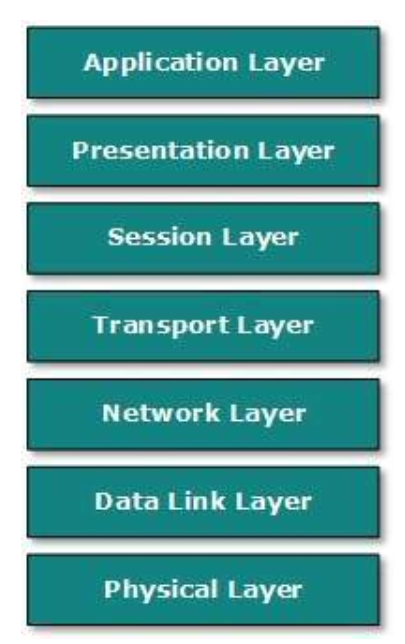 Application Layer
Presentation Layer
Session Layer
Transport Layer
Network Layer
Data Link Layer
Physical Layer